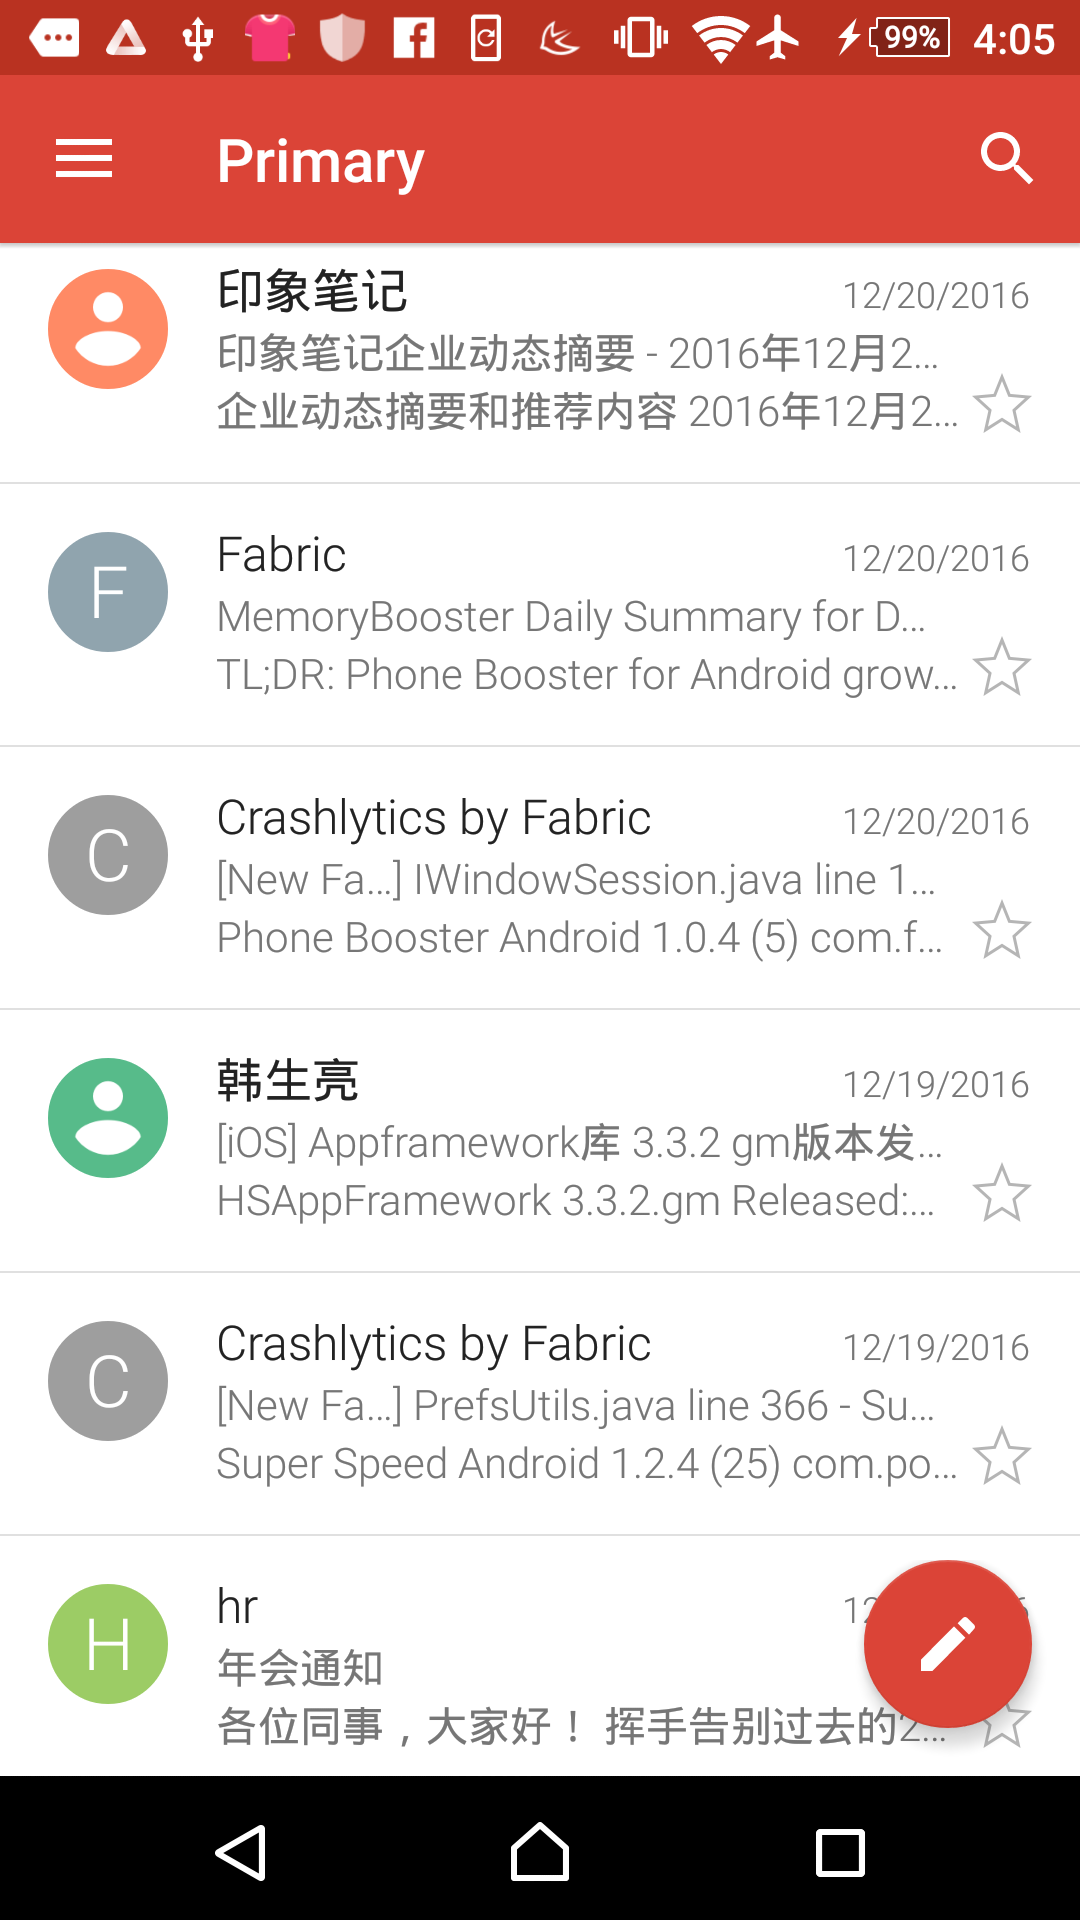 99% 4:05
Primary
印象笔记 12/20/2016
印象笔记企业动态摘要 - 2016年12月2...
企业动态摘要和推荐内容 2016年12月2...
F Fabric 12/20/2016
MemoryBooster Daily Summary for D...
TL;DR: Phone Booster for Android grow...
C Crashlytics by Fabric 12/20/2016
[New Fa...] IWindowSession.java line 1...
Phone Booster Android 1.0.4 (5) com.f...
韩生亮 12/19/2016
[iOS] Appframework库 3.3.2 gm版本发...
HSAppFramework 3.3.2.gm Released:...
C Crashlytics by Fabric 12/19/2016
[New Fa...] PrefsUtils.java line 366 - Su...
Super Speed Android 1.2.4 (25) com.po...
H hr
年会通知
各位同事，大家好！ 挥手告别过去的2...